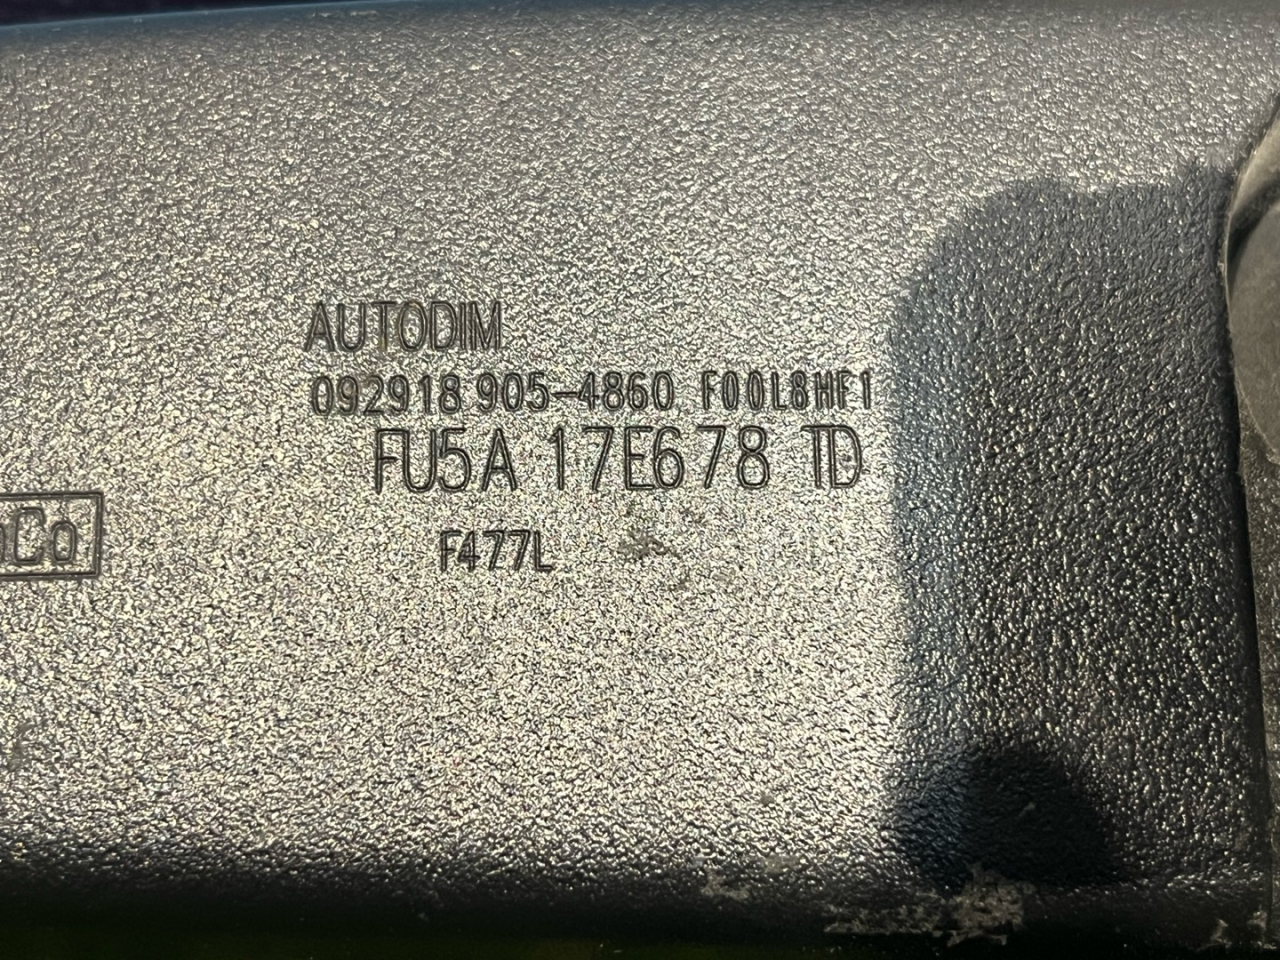 AUTODIM
092918 905-4860 F00L8HF1
FU5A 17E678 TD
F477L